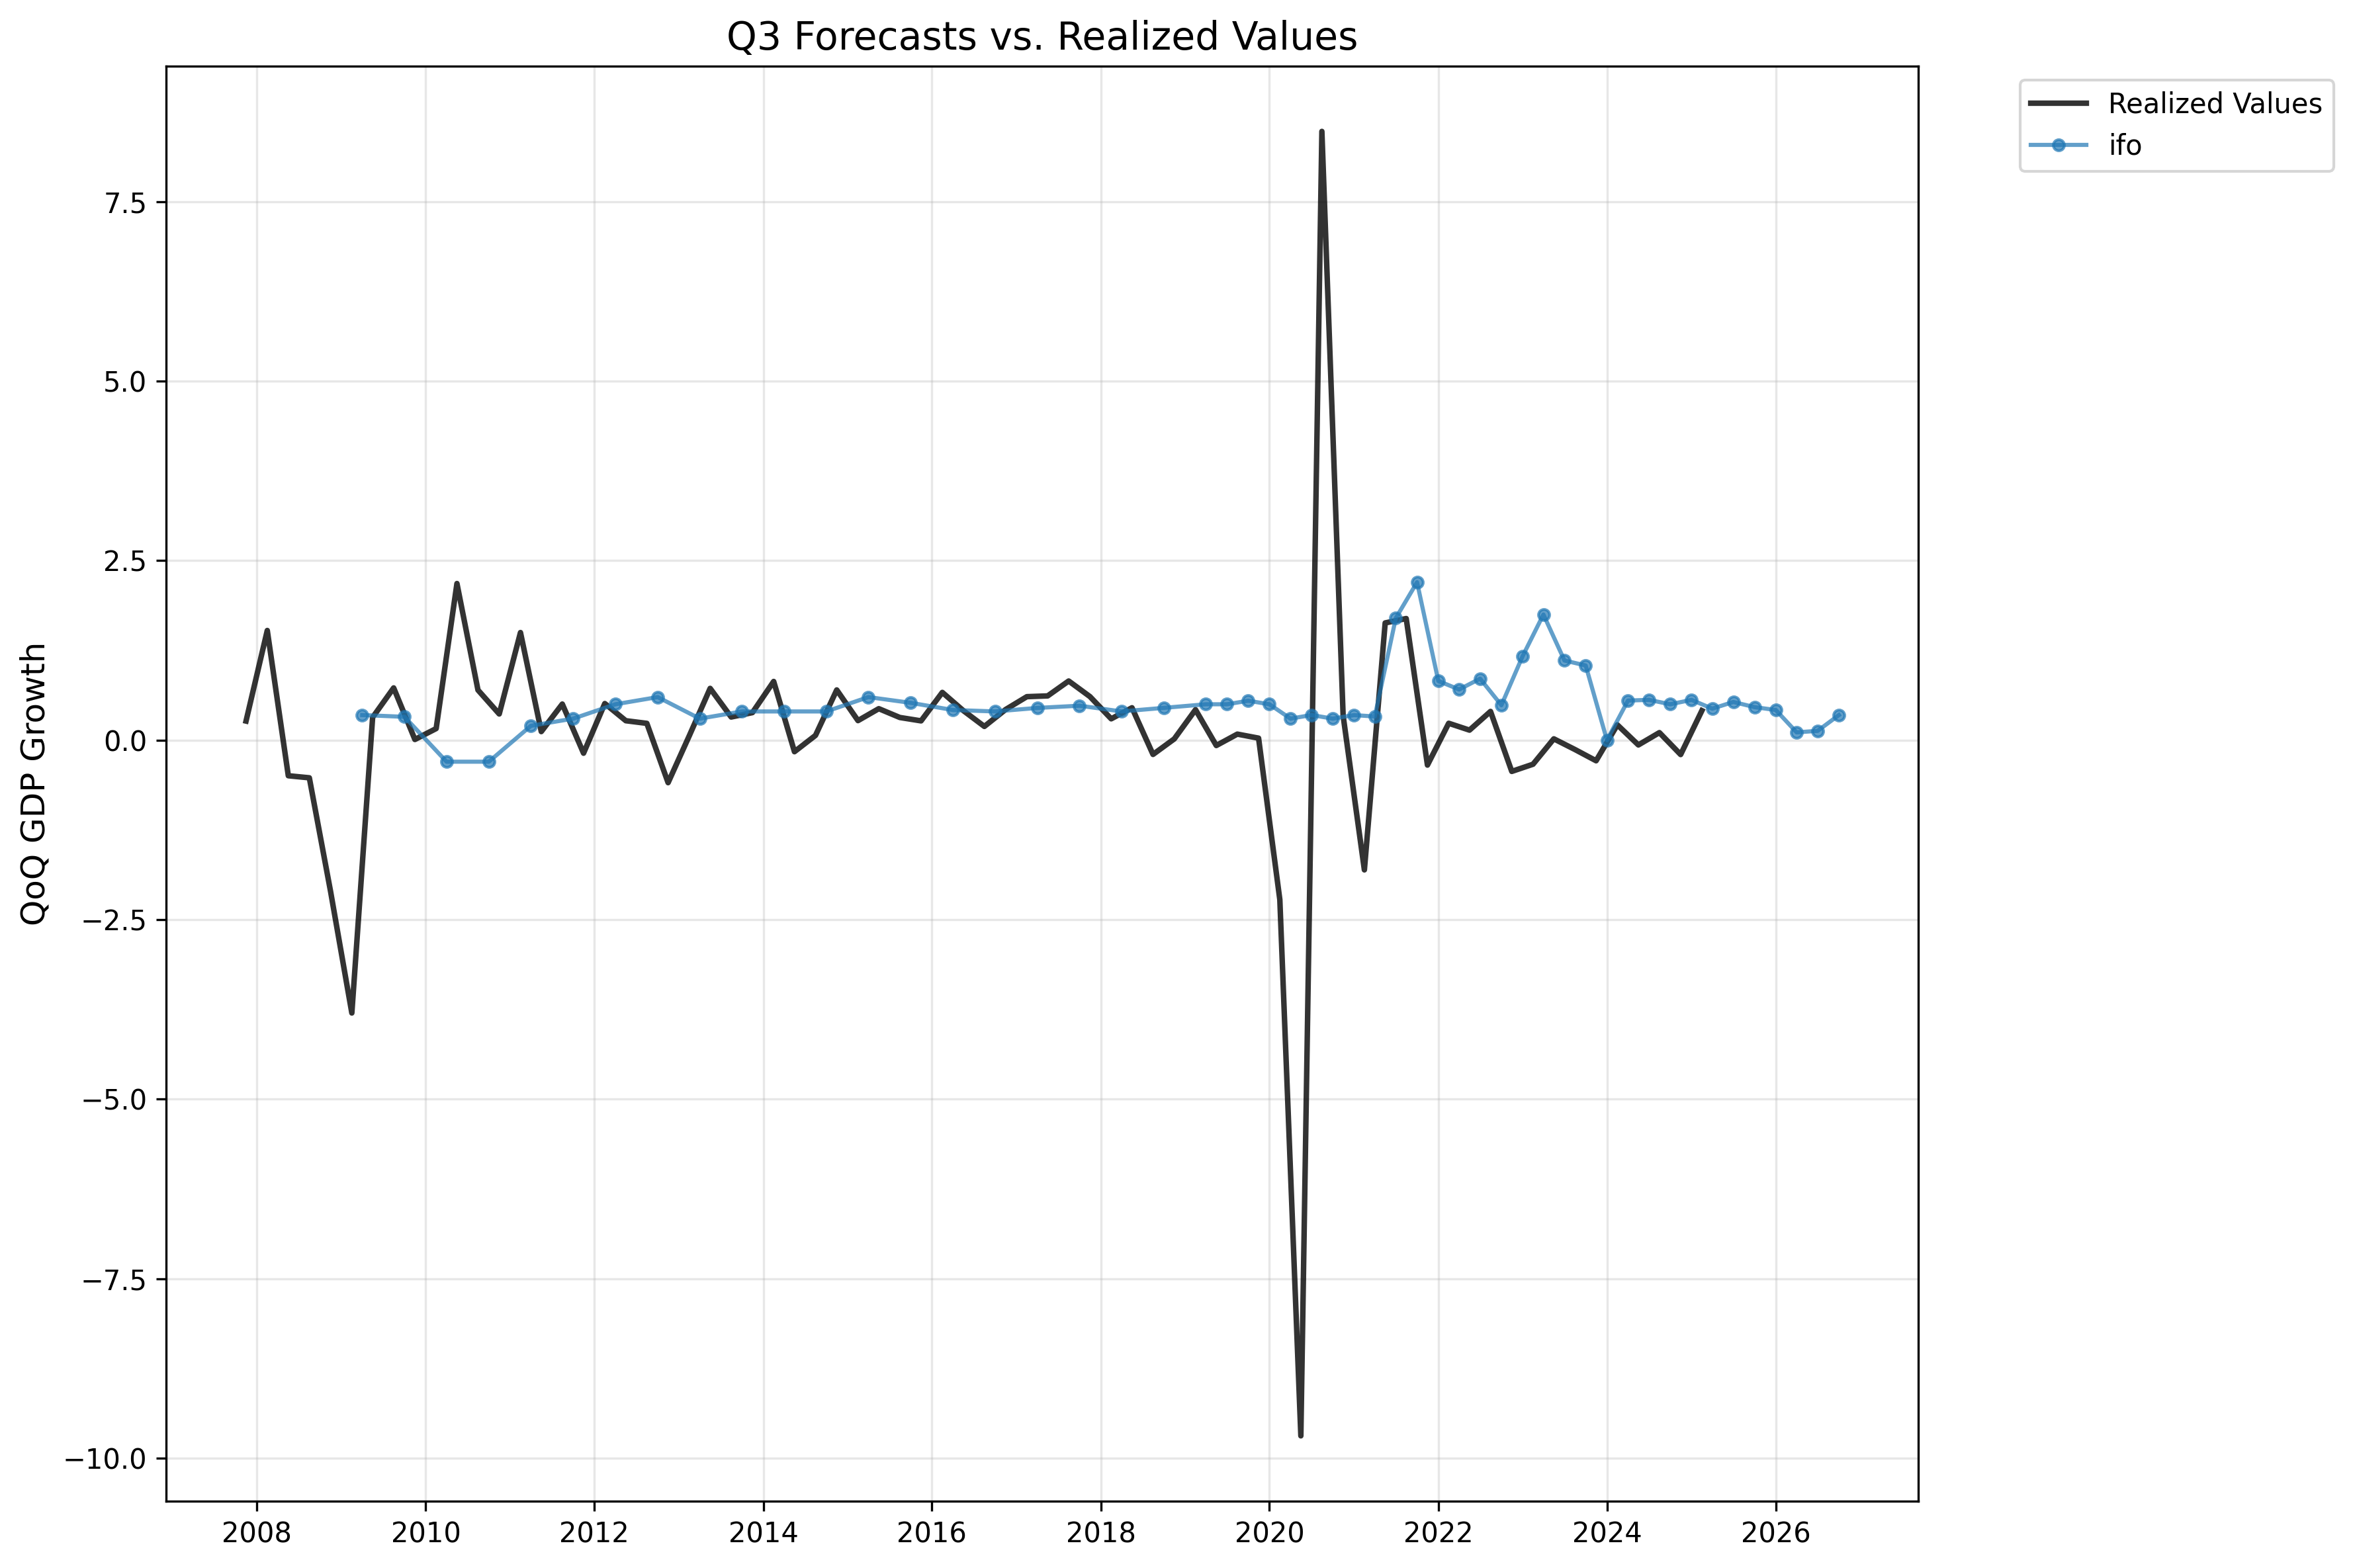 Q3 Forecasts vs. Realized Values
Realized Values
ifo
QoQ GDP Growth
7.5
5.0
2.5
0.0
−2.5
−5.0
−7.5
−10.0
2008 2010 2012 2014 2016 2018 2020 2022 2024 2026